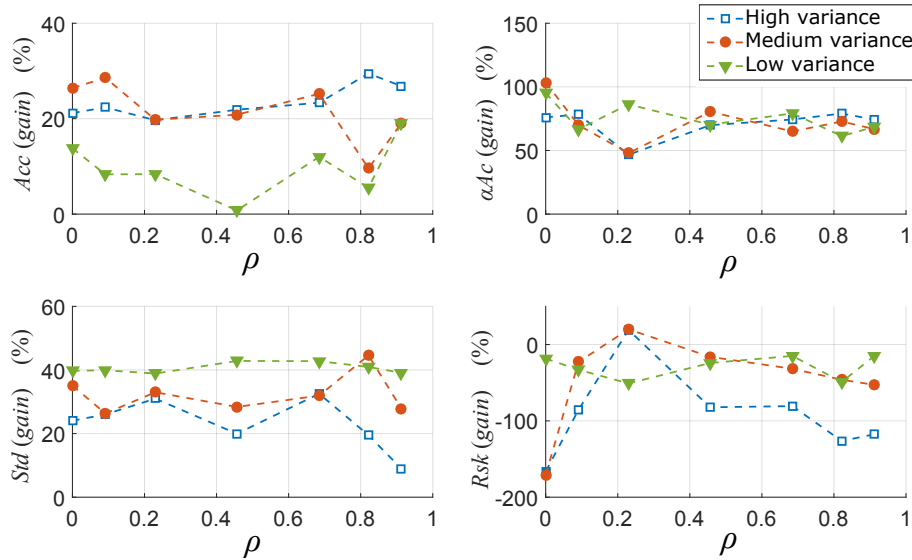 High variance
Medium variance
Low variance
Acc (gain) (%)
40
20
0
0 0.2 0.4 0.6 0.8 1
ρ
αAc (gain) (%)
150
100
50
0
0 0.2 0.4 0.6 0.8 1
ρ
Std (gain) (%)
60
40
20
0
0 0.2 0.4 0.6 0.8 1
ρ
Rsk (gain) (%)
0
-100
-200
0 0.2 0.4 0.6 0.8 1
ρ